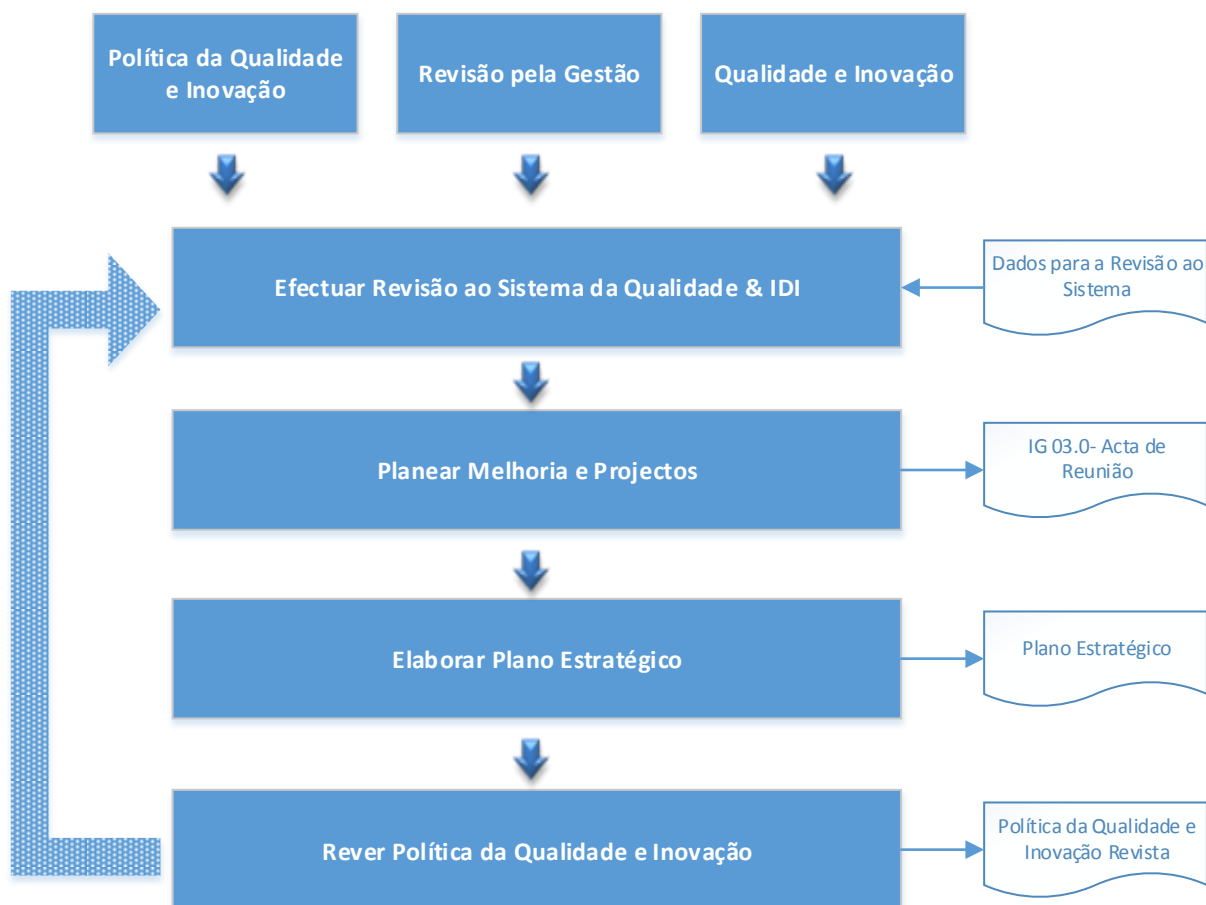 Política da Qualidade
e Inovação
Revisão pela Gestão
Qualidade e Inovação
Efectuar Revisão ao Sistema da Qualidade & IDI
Dados para a Revisão ao
Sistema
Planear Melhoria e Projectos
IG 03.0- Acta de
Reunião
Elaborar Plano Estratégico
Plano Estratégico
Rever Política da Qualidade e Inovação
Política da Qualidade e
Inovação Revista